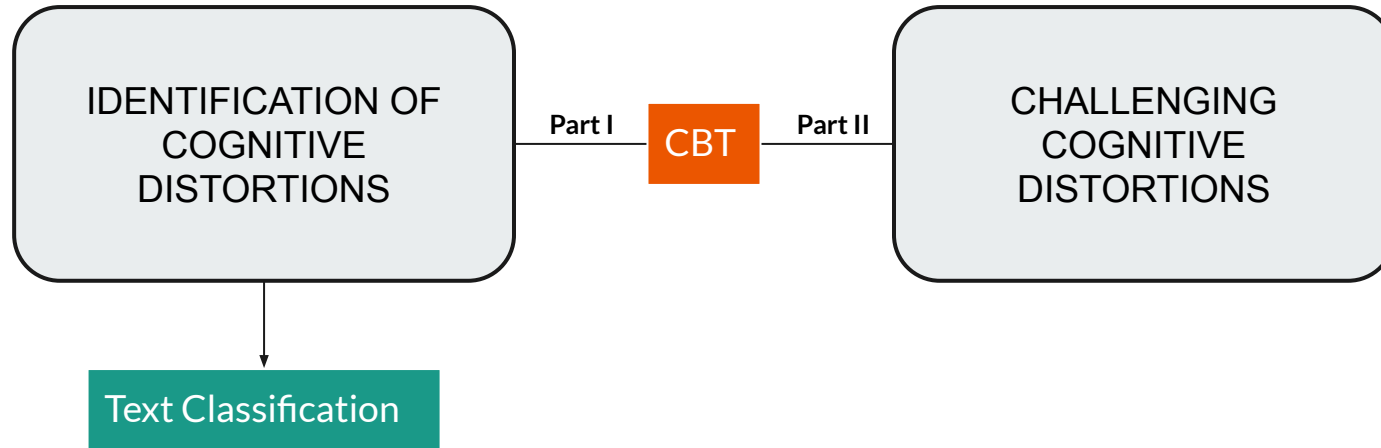 IDENTIFICATION OF
COGNITIVE
DISTORTIONS
Part I
CBT
Part II
CHALLENGING
COGNITIVE
DISTORTIONS
Text Classification